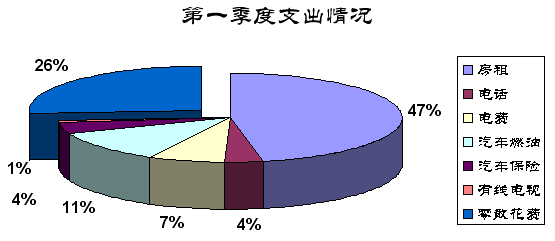 第一季度支出情况
26%
47%
1%
4%
11%
7%
4%
房租
电话
电费
汽车燃油
汽车保险
有线电视
零散花费